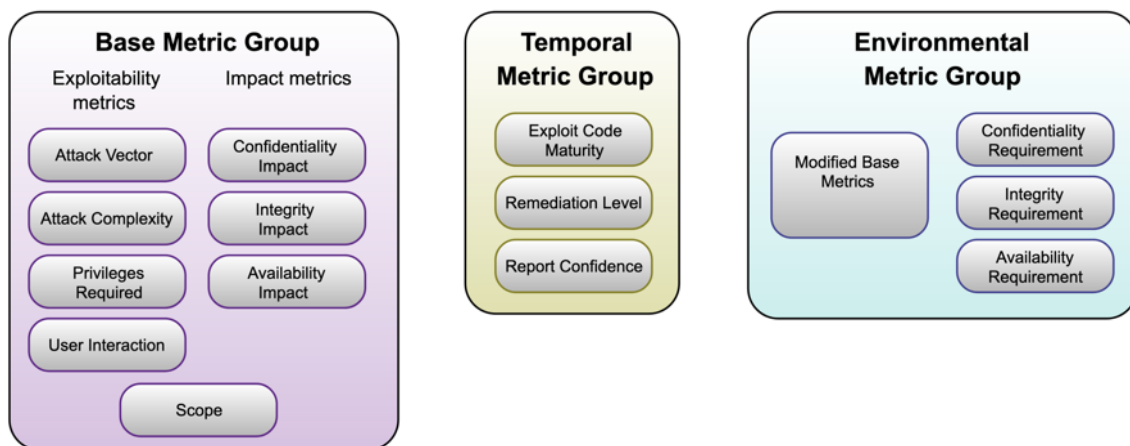 Base Metric Group
Exploitability
metrics
Impact metrics
Attack Vector
Attack Complexity
Privileges
Required
User Interaction
Confidentiality
Impact
Integrity
Impact
Availability
Impact
Scope
Temporal
Metric Group
Exploit Code
Maturity
Remediation Level
Report Confidence
Environmental
Metric Group
Modified Base
Metrics
Confidentiality
Requirement
Integrity
Requirement
Availability
Requirement